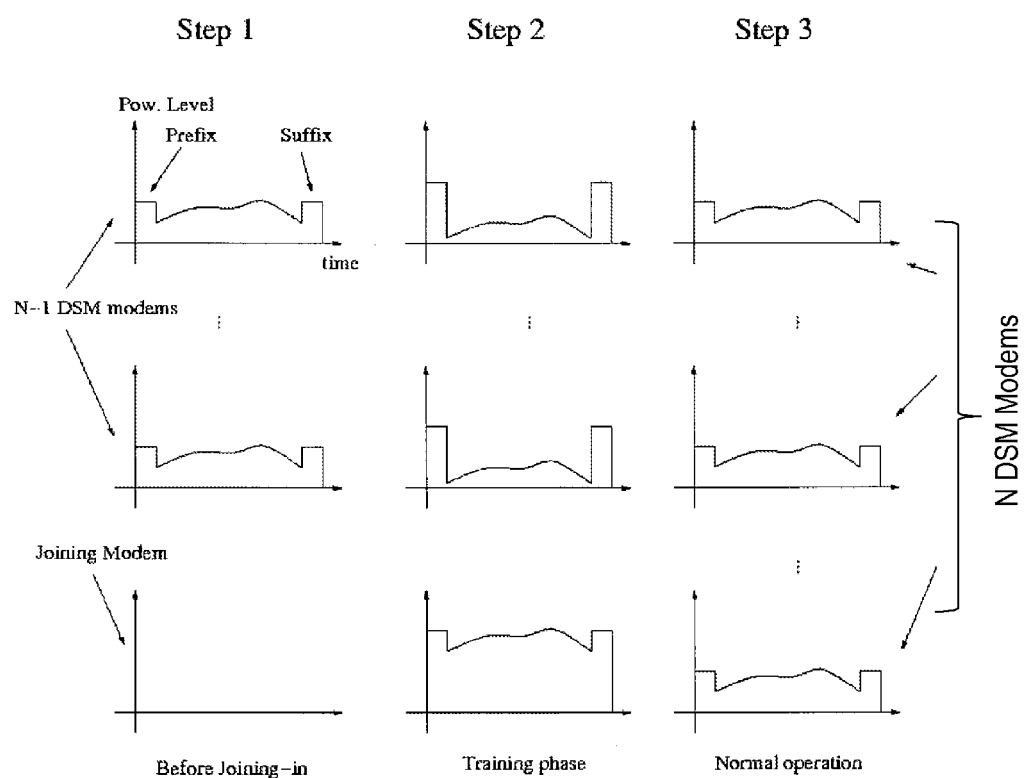 Step 1
Step 2
Step 3
Pow. Level
Prefix
Suffix
time
N-1 DSM modems
N DSM Modems
Joining Modem
Before Joining-in
Training phase
Normal operation